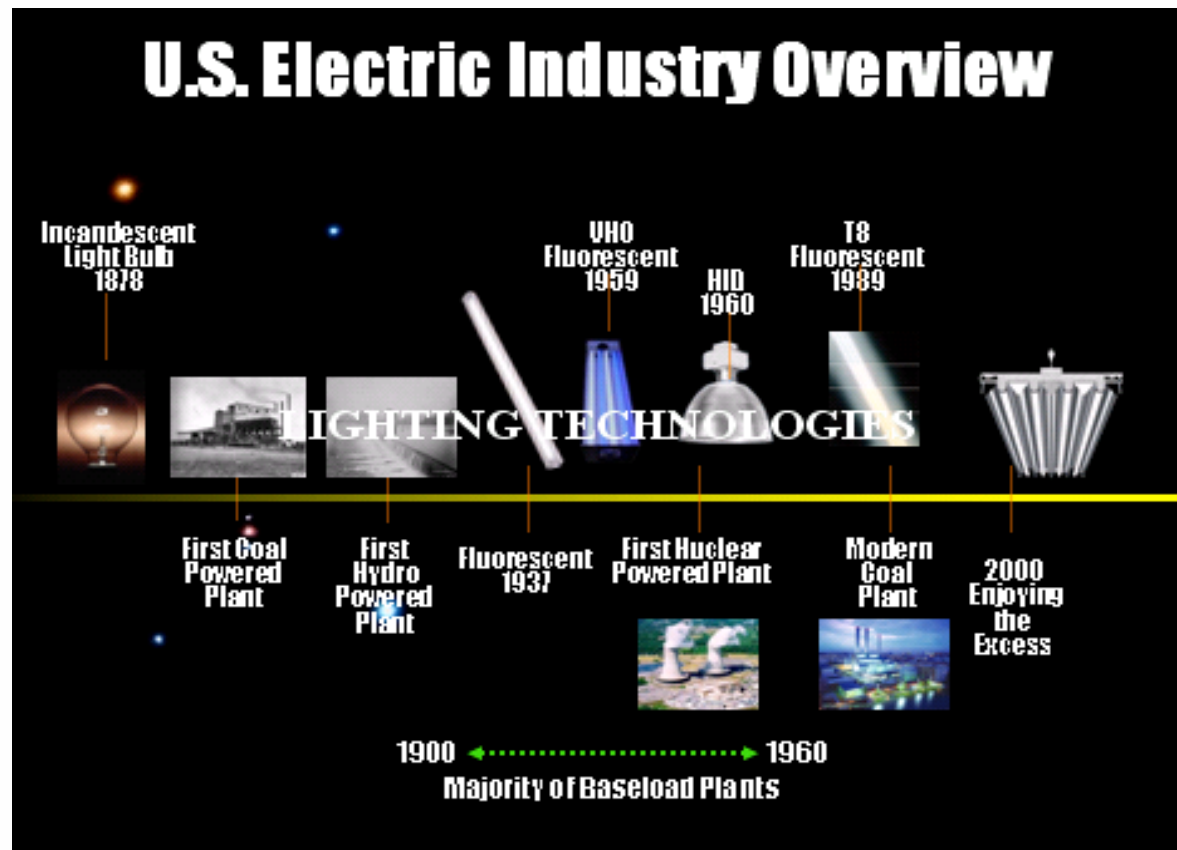 U.S. Electric Industry Overview
Incandescent
Light Bulb
1878
VHO
Fluorescent
1959
HID
1960
T8
Fluorescent
1989
LIGHTING TECHNOLOGIES
First Coal
Powered
Plant
First
Hydro
Powered
Plant
Fluorescent
1937
First Nuclear
Powered Plant
Modern
Coal
Plant
2000
Enjoying
the
Excess
1900
1960
Majority of Baseload Plants